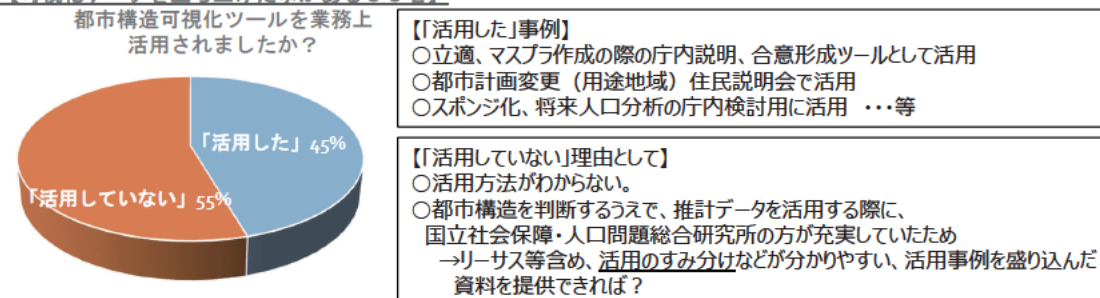 都市構造可視化ツールを業務上
活用されましたか？
「活用した」45%
「活用していない」55%
【「活用した」事例】
○立適、マスプラ作成の際の庁内説明、合意形成ツールとして活用
○都市計画変更（用途地域）住民説明会で活用
○スポンジ化、将来人口分析の庁内検討用に活用　・・・等
【「活用していない」理由として】
○活用方法がわからない。
○都市構造を判断するうえで、推計データを活用する際に、
国立社会保障・人口問題総合研究所の方が充実していたため
→リーサス等含め、活用のすみ分けなどが分かりやすい、活用事例を盛り込んだ
資料を提供できれば？